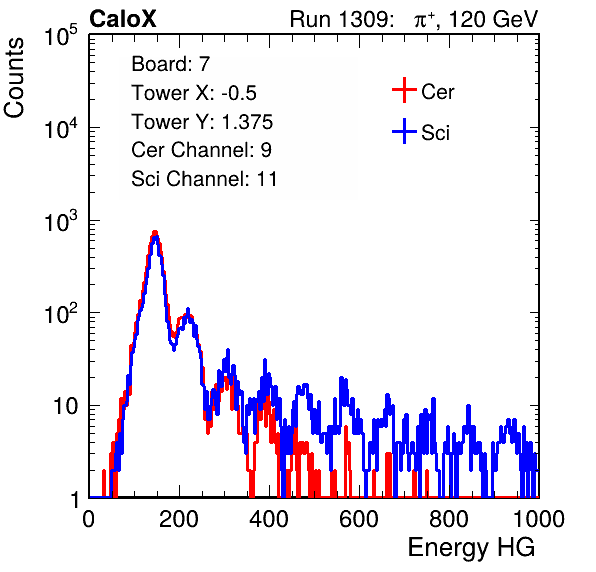 CaloX Run 1309: π⁺, 120 GeV
Counts
10⁵
10⁴
10³
10²
10
1
Board: 7
Tower X: -0.5
Tower Y: 1.375
Cer Channel: 9
Sci Channel: 11
Cer
Sci
0 200 400 600 800 1000
Energy HG